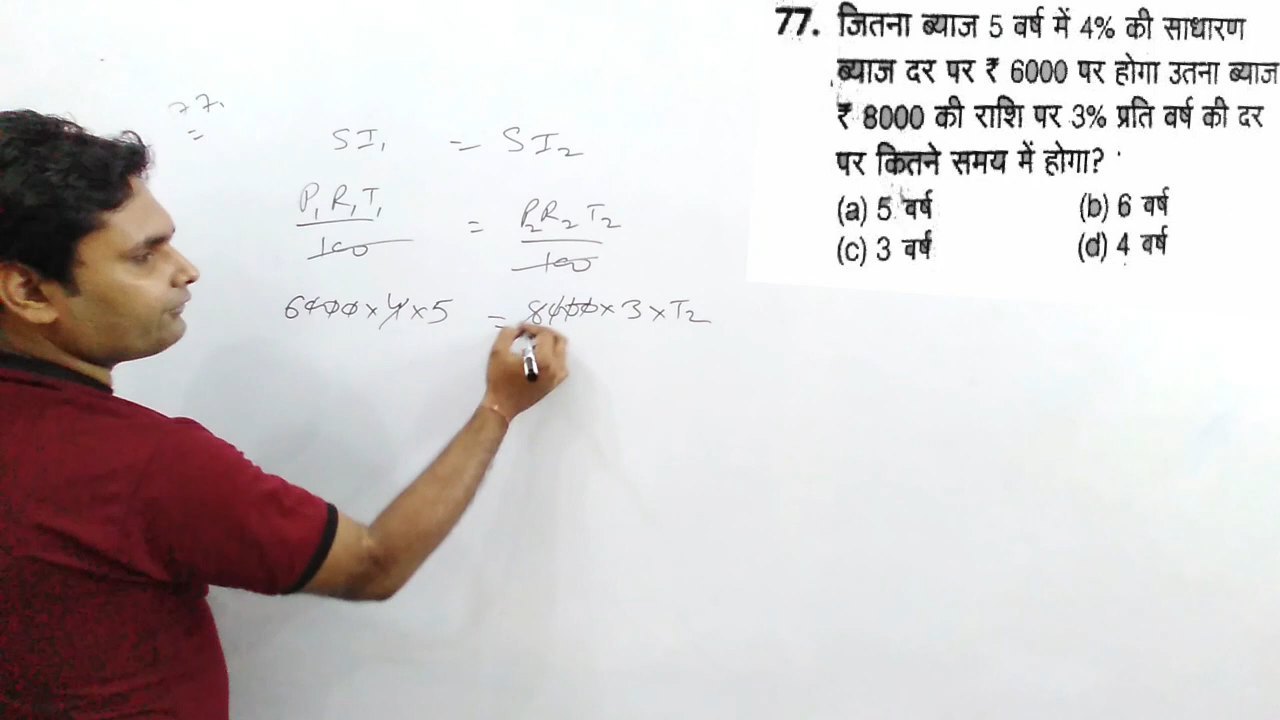 77. जितना ब्याज 5 वर्ष में 4% की साधारण
ब्याज दर पर ₹ 6000 पर होगा उतना ब्याज
₹ 8000 की राशि पर 3% प्रति वर्ष की दर
पर कितने समय में होगा?
(a) 5 वर्ष (b) 6 वर्ष
(c) 3 वर्ष (d) 4 वर्ष
77.
SI₁ = SI₂
P₁R₁T₁ = P₂R₂T₂
100 100
6000×4×5 = 8000×3×T₂